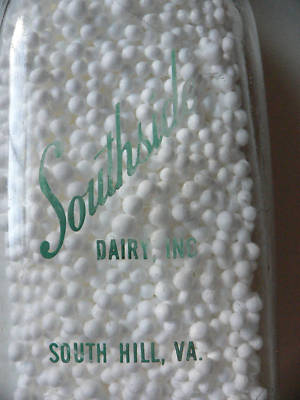 Southside
DAIRY, INC
SOUTH HILL, VA.